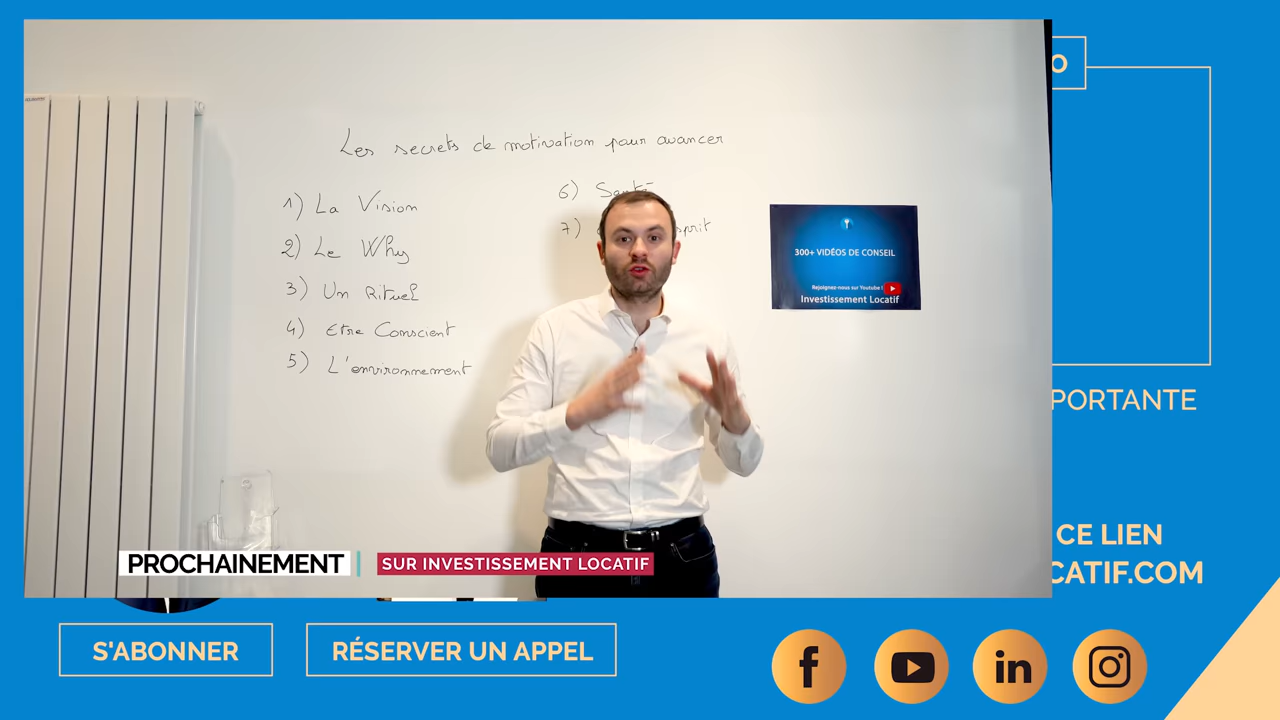 Les secrets de motivation pour avancer
1) La Vision
2) Le Why
3) Un Rituel
4) Etre Conscient
5) L'environnement
6) Santé
7)
300+ VIDÉOS DE CONSEIL
Rejoignez-nous sur Youtube
Investissement Locatif
PROCHAINEMENT
SUR INVESTISSEMENT LOCATIF
PORTANTE
CE LIEN
CATIF.COM
S'ABONNER
RÉSERVER UN APPEL